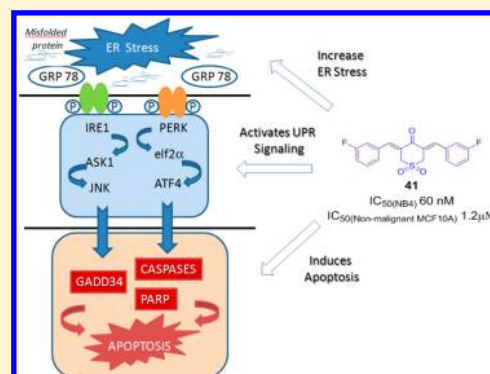 Misfolded
protein
ER Stress
GRP 78
GRP 78
P
P
P
P
IRE1
PERK
ASK1
eIf2α
JNK
ATF4
GADD34
CASPASES
PARP
APOPTOSIS
Increase
ER Stress
Activates UPR
Signaling
Induces
Apoptosis
F
O
F
S
O
O
41
IC50(NB4) 60 nM
IC50(Non-malignant MCF10A) 1.2μM